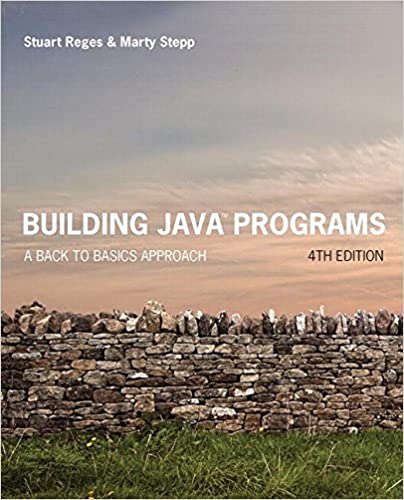 Stuart Reges & Marty Stepp
BUILDING JAVA™ PROGRAMS
A BACK TO BASICS APPROACH
4TH EDITION